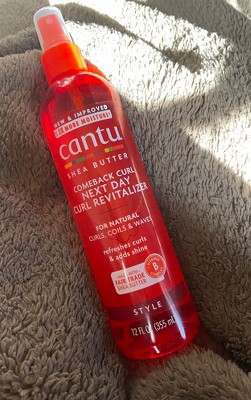 NEW & IMPROVED
cantu
SHEA BUTTER
COMEBACK CURL
NEXT DAY
CURL REVITALIZER
FOR NATURAL
CURLS, COILS & WAVES
refreshes curls
& adds shine
FAIR TRADE
SHEA BUTTER
B
STYLE
12 FL OZ (355 mL)